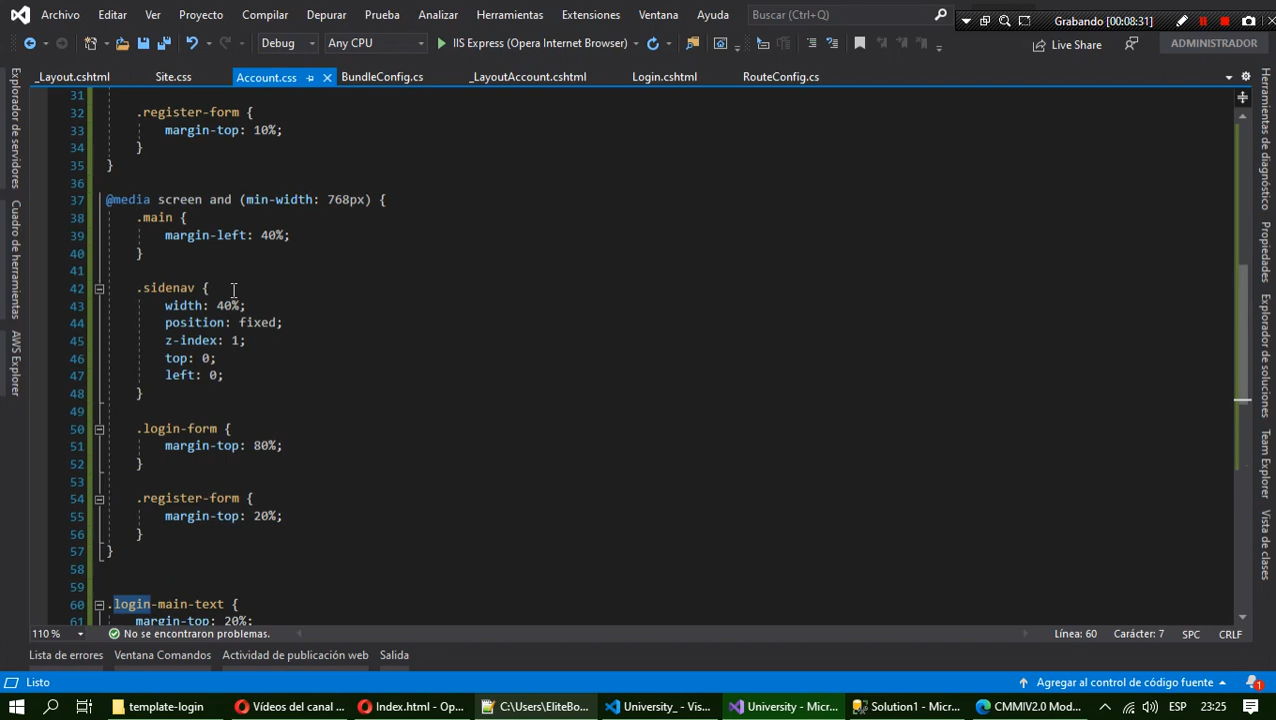 Archivo Editar Ver Proyecto Compilar Depurar Prueba Analizar Herramientas Extensiones Ventana Ayuda Buscar (Ctrl+Q)
Grabando [00:08:31]
Debug Any CPU IIS Express (Opera Internet Browser) Live Share ADMINISTRADOR
_Layout.cshtml Site.css Account.css BundleConfig.cs _LayoutAccount.cshtml Login.cshtml RouteConfig.cs
Explorador de servidores
Cuadro de herramientas
AWS Explorer
31
32 .register-form {
33 margin-top: 10%;
34 }
35 }
36
37 @media screen and (min-width: 768px) {
38 .main {
39 margin-left: 40%;
40 }
41
42 .sidenav {
43 width: 40%;
44 position: fixed;
45 z-index: 1;
46 top: 0;
47 left: 0;
48 }
49
50 .login-form {
51 margin-top: 80%;
52 }
53
54 .register-form {
55 margin-top: 20%;
56 }
57 }
58
59
60 .login-main-text {
61 margin-top: 20%;
Herramientas de diagnóstico
Propiedades
Explorador de soluciones
Team Explorer
Vista de clases
110 % No se encontraron problemas. Línea: 60 Carácter: 7 SPC CRLF
Lista de errores Ventana Comandos Actividad de publicación web Salida
Listo Agregar al control de código fuente 1
template-login Vídeos del canal ... Index.html - Op... C:\Users\EliteBo... University_ - Vis... University - Micr... Solution1 - Micr... CMMIV2.0 Mod... ESP 23:25